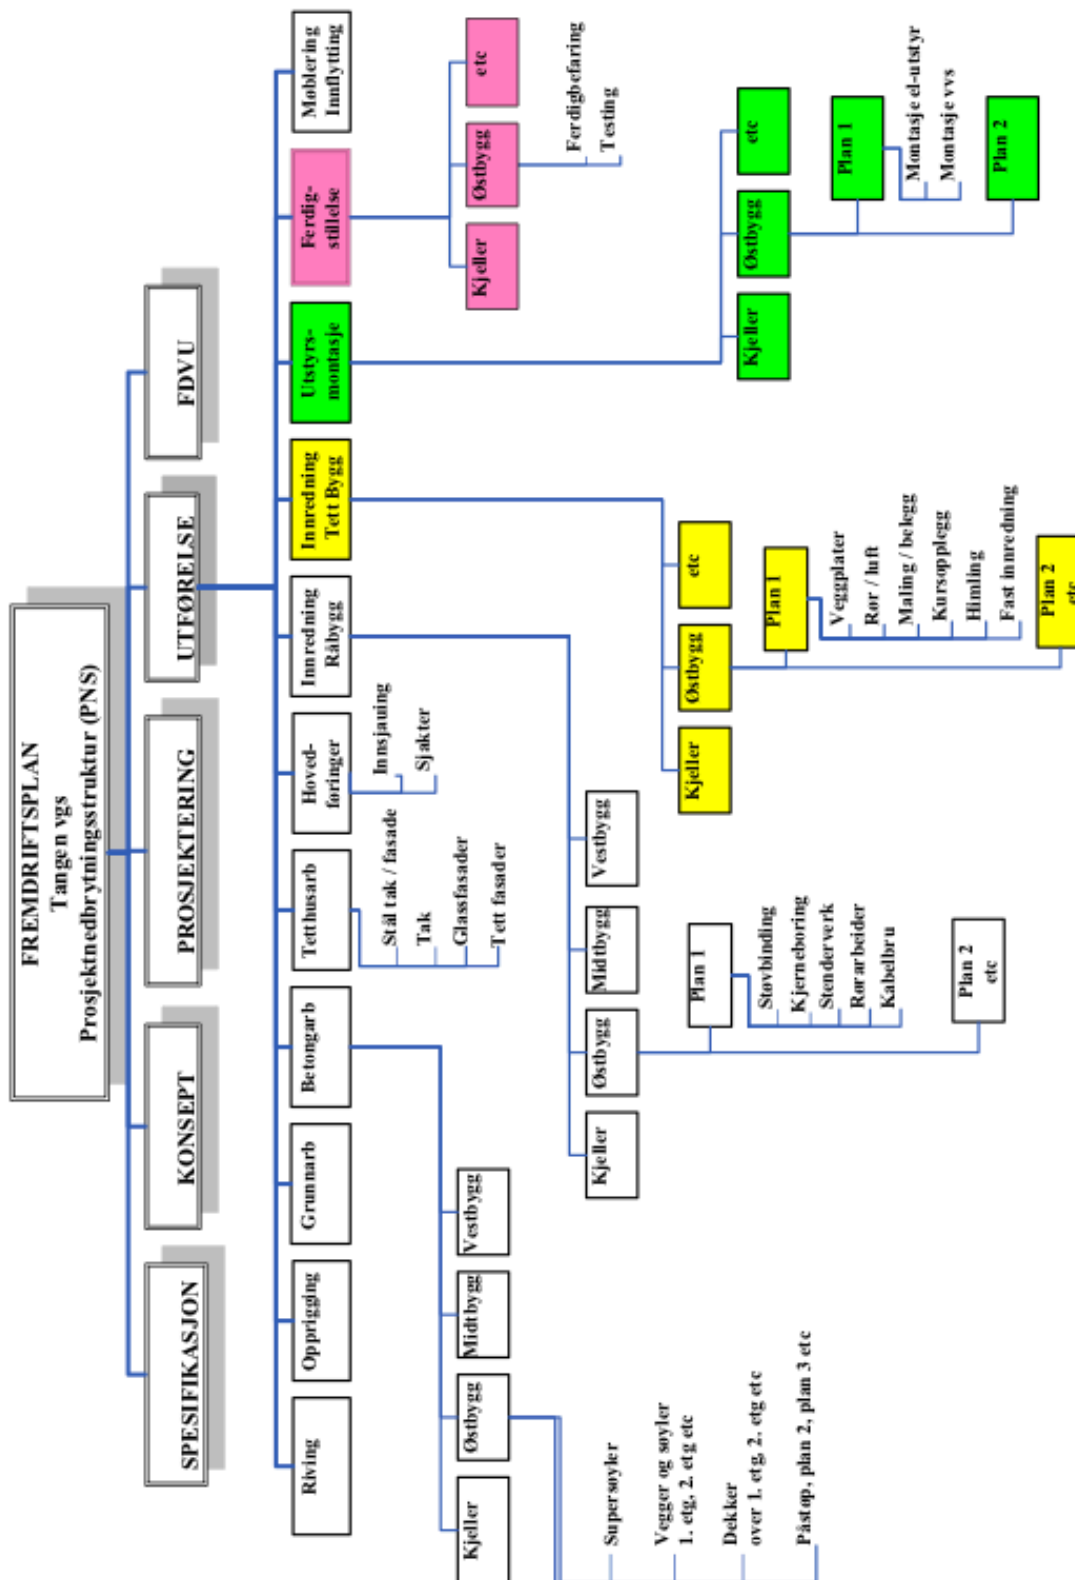 FREMDRIFTSPLAN
Tangen vgs
Prosjektnedbrytningsstruktur (PNS)
SPESIFIKASJON
KONSEPT
PROSJEKTERING
UTFØRELSE
FDVU
Riving
Opprigging
Grunnarb
Betongarb
Tetthusarb
Hoved-
føringer
Innredning
Råbygg
Innredning
Tett Bygg
Utstyrs-
montasje
Ferdig-
stillelse
Møblering
Innflytting
Kjeller
Østbygg
Midtbygg
Vestbygg
Supersøyler
Vegger og søyler
1. etg, 2. etg etc
Dekker
over 1. etg, 2. etg etc
Påstøp, plan 2, plan 3 etc
Stål tak / fasade
Tak
Glassfasader
Tett fasader
Innsjauing
Sjakter
Kjeller
Østbygg
Midtbygg
Vestbygg
Plan 1
Støvbinding
Kjerneboring
Stenderverk
Rørarbeider
Kabelbru
Plan 2
etc
Kjeller
Østbygg
etc
Plan 1
Veggplater
Rør / luft
Maling / belegg
Kursopplegg
Himling
Fast innredning
Plan 2
etc
Kjeller
Østbygg
etc
Plan 1
Montasje el-utstyr
Montasje vvs
Plan 2
Kjeller
Østbygg
etc
Ferdigbefaring
Testing